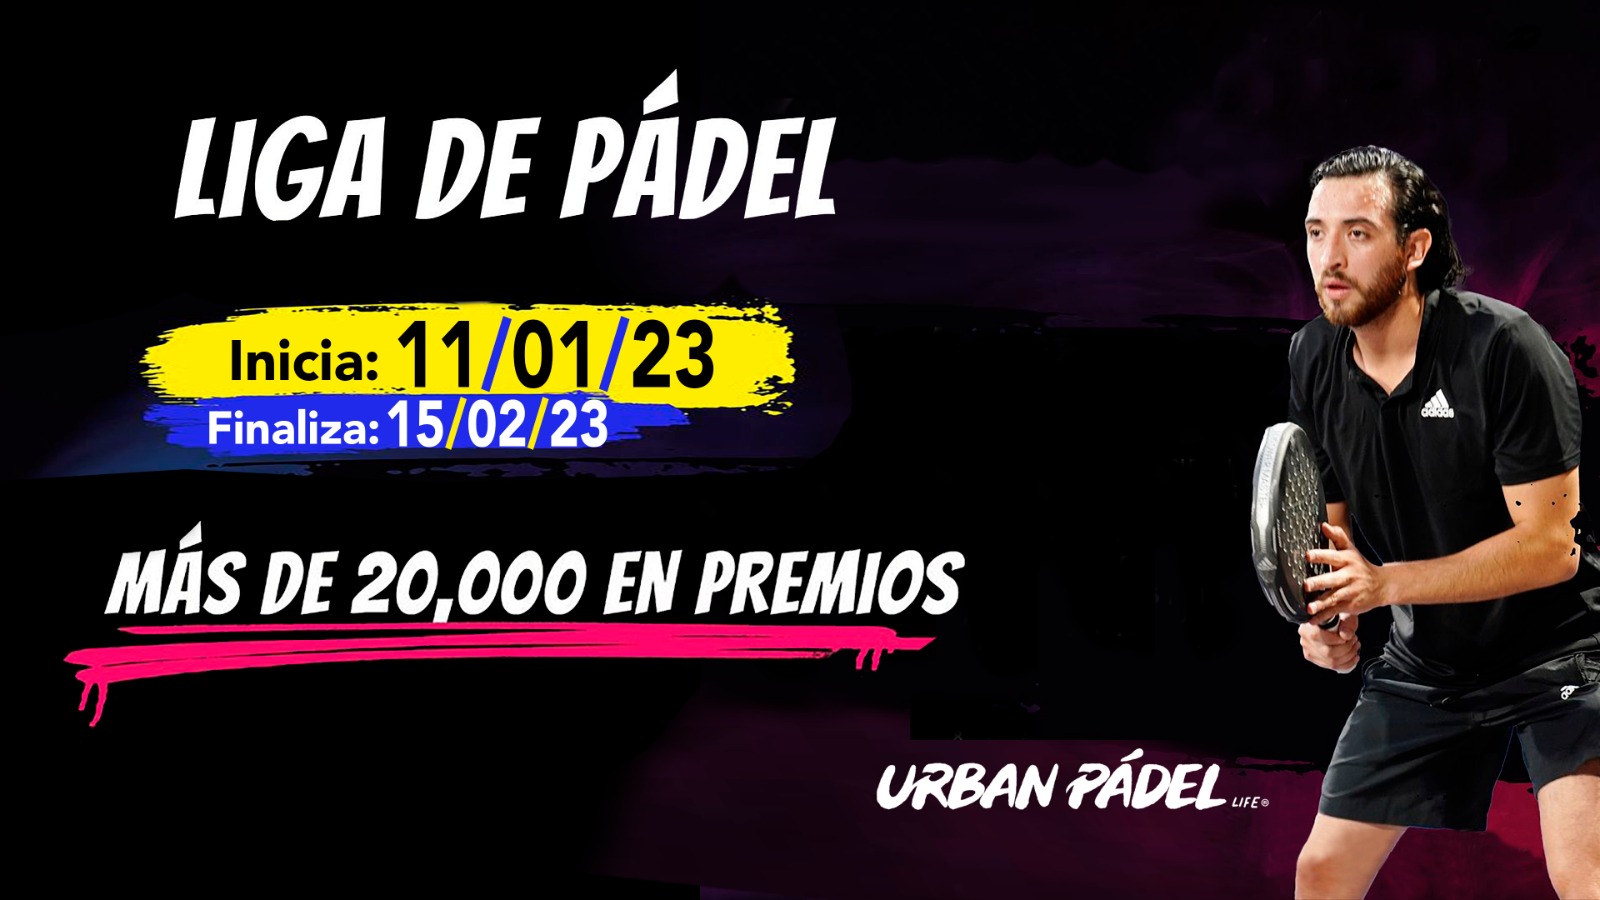 LIGA DE PÁDEL
Inicia: 11/01/23
Finaliza: 15/02/23
MÁS DE 20,000 EN PREMIOS
URBAN PÁDEL LIFE®
adidas